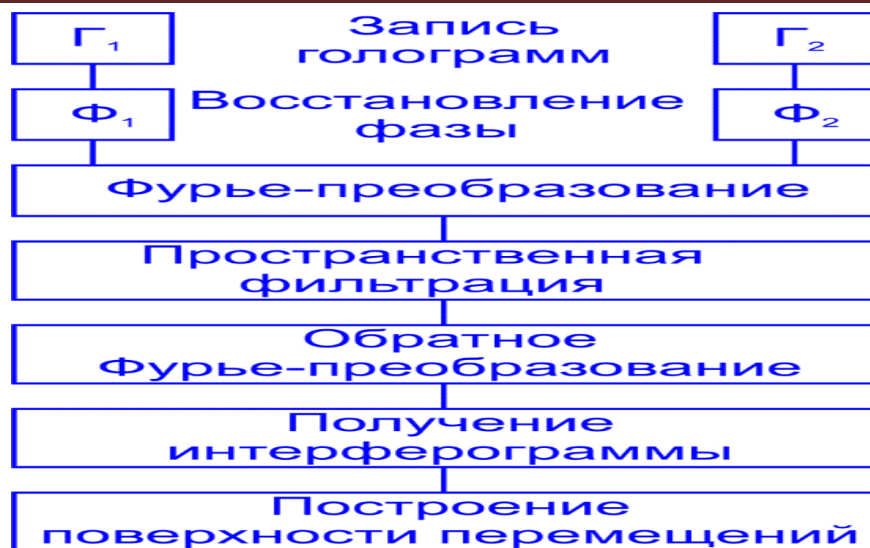 Г₁ Запись Г₂
голограмм
Ф₁ Восстановление Ф₂
фазы
Фурье-преобразование
Пространственная
фильтрация
Обратное
Фурье-преобразование
Получение
интерферограммы
Построение
поверхности перемещений